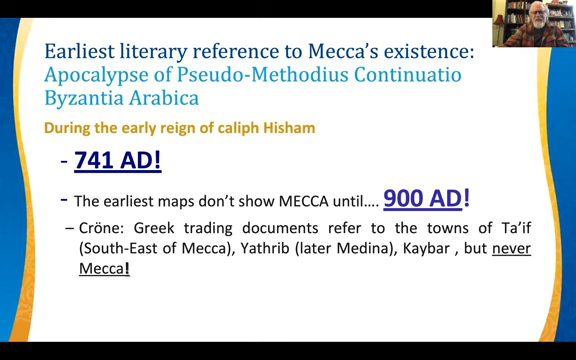 Earliest literary reference to Mecca's existence:
Apocalypse of Pseudo-Methodius Continuatio
Byzantia Arabica
During the early reign of caliph Hisham
- 741 AD!
- The earliest maps don't show MECCA until.... 900 AD!
– Cröne: Greek trading documents refer to the towns of Ta'if
(South-East of Mecca), Yathrib (later Medina), Kaybar , but never
Mecca!